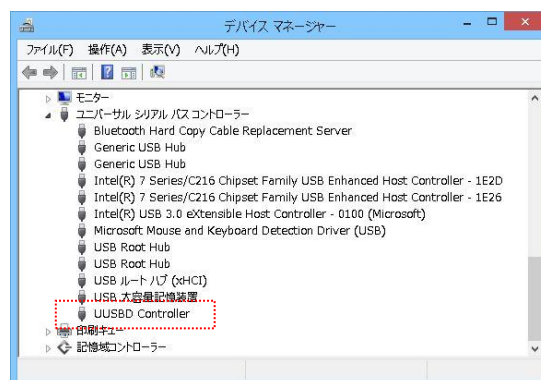 デバイス マネージャー
ファイル(F) 操作(A) 表示(V) ヘルプ(H)
モニター
ユニバーサル シリアル バス コントローラー
Bluetooth Hard Copy Cable Replacement Server
Generic USB Hub
Generic USB Hub
Intel(R) 7 Series/C216 Chipset Family USB Enhanced Host Controller - 1E2D
Intel(R) 7 Series/C216 Chipset Family USB Enhanced Host Controller - 1E26
Intel(R) USB 3.0 eXtensible Host Controller - 0100 (Microsoft)
Microsoft Mouse and Keyboard Detection Driver (USB)
USB Root Hub
USB Root Hub
USB ルート ハブ (xHCI)
USB 大容量記憶装置
UUSBD Controller
印刷キュー
記憶域コントローラー